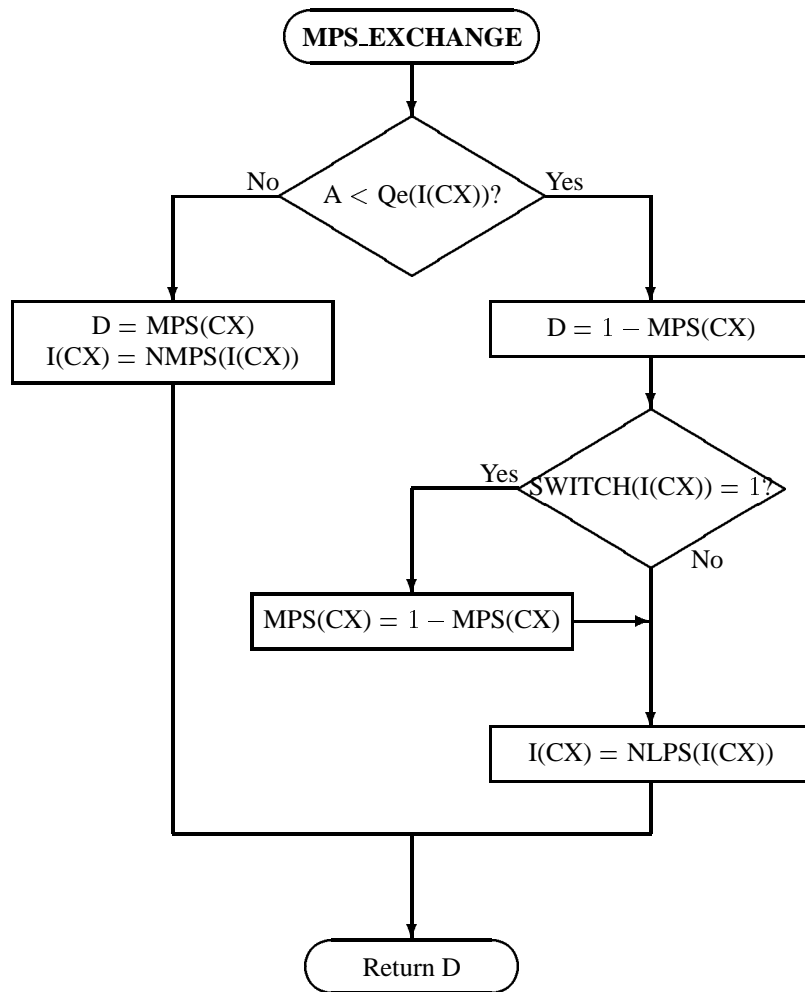 MPS_EXCHANGE
A < Qe(I(CX))?
No
Yes
D = MPS(CX)
I(CX) = NMPS(I(CX))
D = 1 − MPS(CX)
SWITCH(I(CX)) = 1?
Yes
No
MPS(CX) = 1 − MPS(CX)
I(CX) = NLPS(I(CX))
Return D